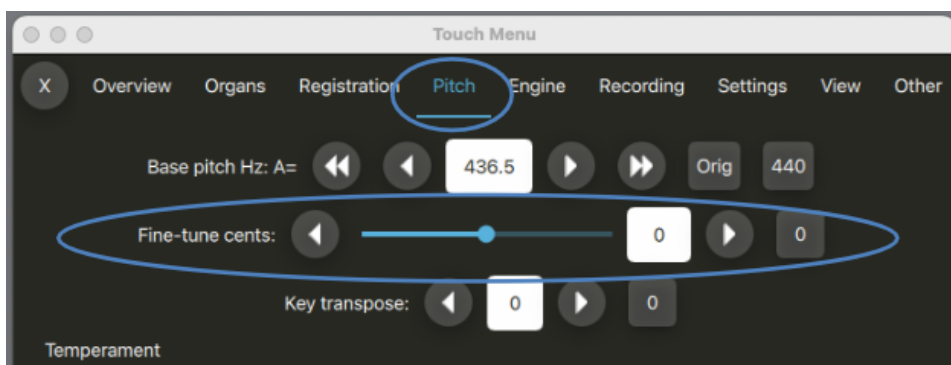 Touch Menu
X Overview Organs Registration Pitch Engine Recording Settings View Other
Base pitch Hz: A= 436.5 Orig 440
Fine-tune cents: 0 0
Key transpose: 0 0
Temperament